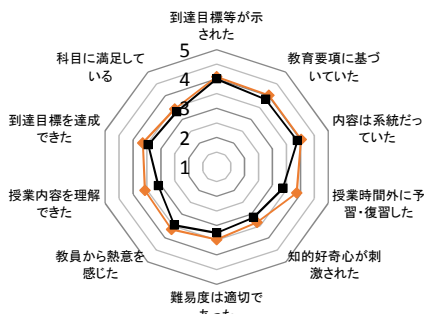 到達目標等が示
された
教育要項に基づ
いていた
内容は系統だっ
ていた
授業時間外に予
習・復習した
知的好奇心が刺
激された
難易度は適切で
あった
教員から熱意を
感じた
授業内容を理解
できた
到達目標を達成
できた
科目に満足して
いる
5
4
3
2
1